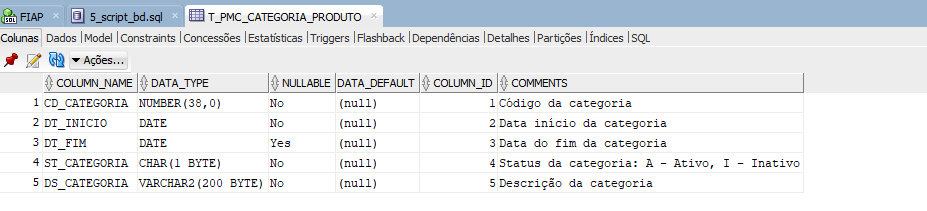 FIAP 5_script_bd.sql T_PMC_CATEGORIA_PRODUTO
Colunas Dados Model Constraints Concessões Estatísticas Triggers Flashback Dependências Detalhes Partições Índices SQL
Ações...
COLUMN_NAME DATA_TYPE NULLABLE DATA_DEFAULT COLUMN_ID COMMENTS
1 CD_CATEGORIA NUMBER(38,0) No (null) 1 Código da categoria
2 DT_INICIO DATE No (null) 2 Data início da categoria
3 DT_FIM DATE Yes (null) 3 Data do fim da categoria
4 ST_CATEGORIA CHAR(1 BYTE) No (null) 4 Status da categoria: A - Ativo, I - Inativo
5 DS_CATEGORIA VARCHAR2(200 BYTE) No (null) 5 Descrição da categoria